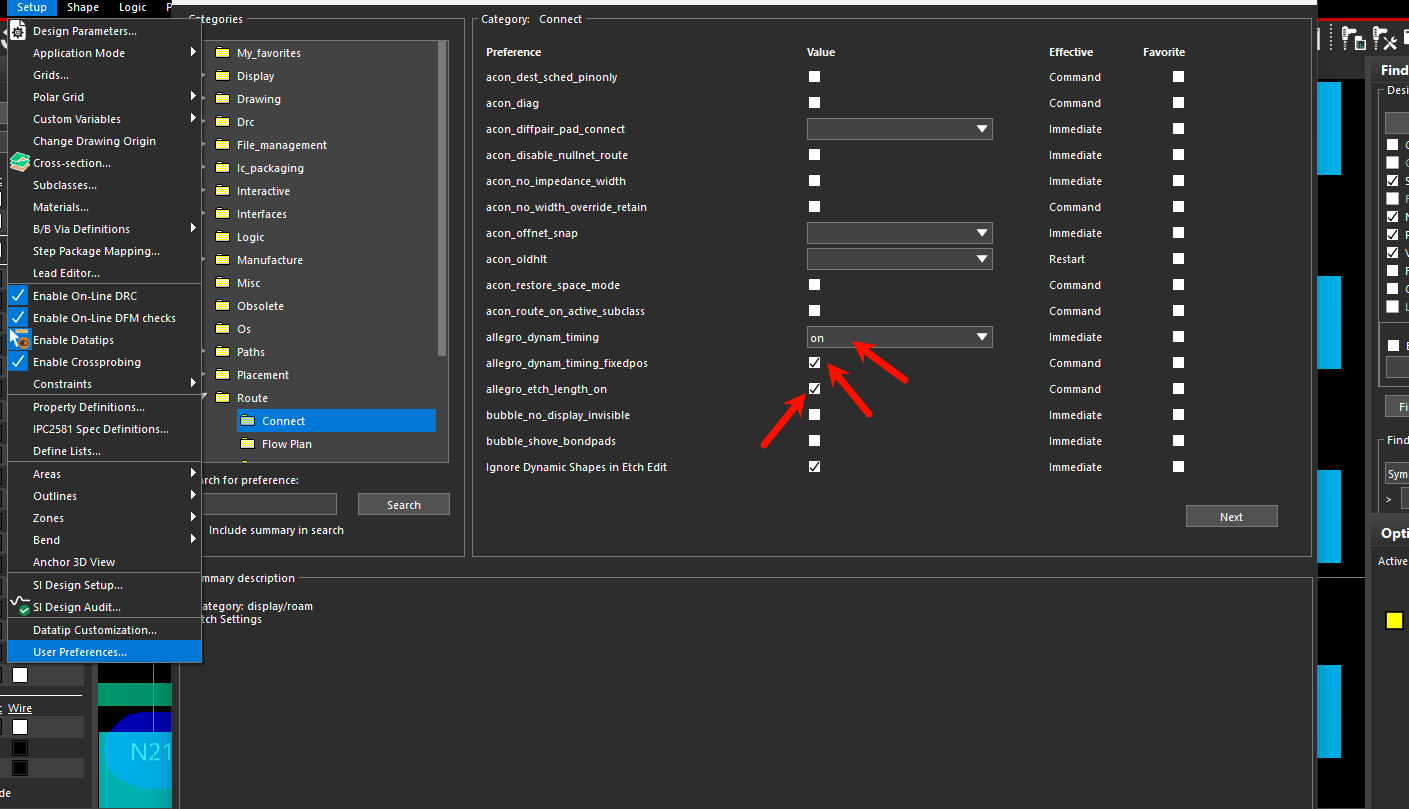 Setup Shape Logic P
Design Parameters...
Application Mode
Grids...
Polar Grid
Custom Variables
Change Drawing Origin
Cross-section...
Subclasses...
Materials...
B/B Via Definitions
Step Package Mapping...
Lead Editor...
Enable On-Line DRC
Enable On-Line DFM checks
Enable Datatips
Enable Crossprobing
Constraints
Property Definitions...
IPC2581 Spec Definitions...
Define Lists...
Areas
Outlines
Zones
Bend
Anchor 3D View
SI Design Setup...
SI Design Audit...
Datatip Customization...
User Preferences...
Wire
N21
de
Categories
My_favorites
Display
Drawing
Drc
File_management
Ic_packaging
Interactive
Interfaces
Logic
Manufacture
Misc
Obsolete
Os
Paths
Placement
Route
Connect
Flow Plan
rch for preference:
Search
Include summary in search
Category: Connect
Preference Value Effective Favorite
acon_dest_sched_pinonly Command
acon_diag Command
acon_diffpair_pad_connect Immediate
acon_disable_nullnet_route Immediate
acon_no_impedance_width Immediate
acon_no_width_override_retain Command
acon_offnet_snap Immediate
acon_oldhlt Restart
acon_restore_space_mode Command
acon_route_on_active_subclass Command
allegro_dynam_timing on Immediate
allegro_dynam_timing_fixedpos Command
allegro_etch_length_on Command
bubble_no_display_invisible Immediate
bubble_shove_bondpads Immediate
Ignore Dynamic Shapes in Etch Edit Immediate
Next
mmary description
ategory: display/roam
tch Settings
Find
Desi
Fi
Find
Sym
>
Opti
Active